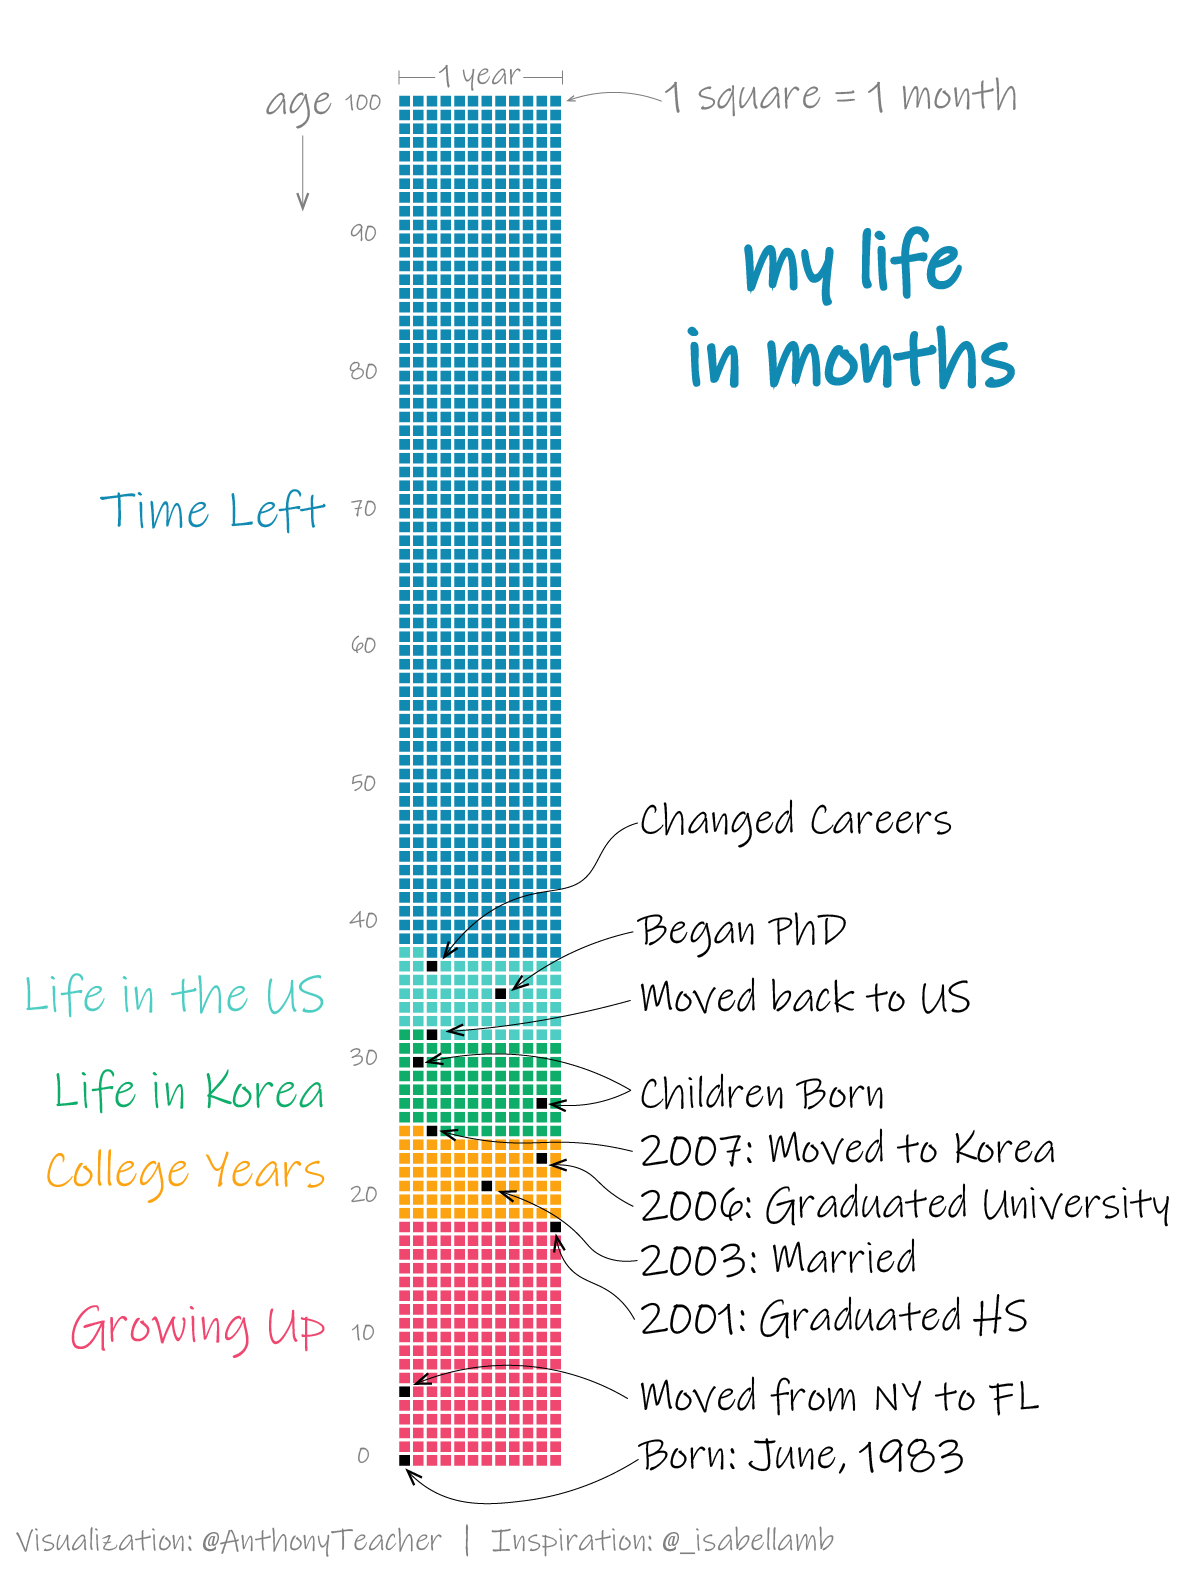 1 year
age 100
1 square = 1 month
90
my life
in months
80
Time Left
70
60
50
Changed Careers
40
Began PhD
Life in the US
Moved back to US
30
Life in Korea
Children Born
2007: Moved to Korea
College Years
20
2006: Graduated University
2003: Married
2001: Graduated HS
Growing Up
10
Moved from NY to FL
0
Born: June, 1983
Visualization: @AnthonyTeacher | Inspiration: @_isabellamb